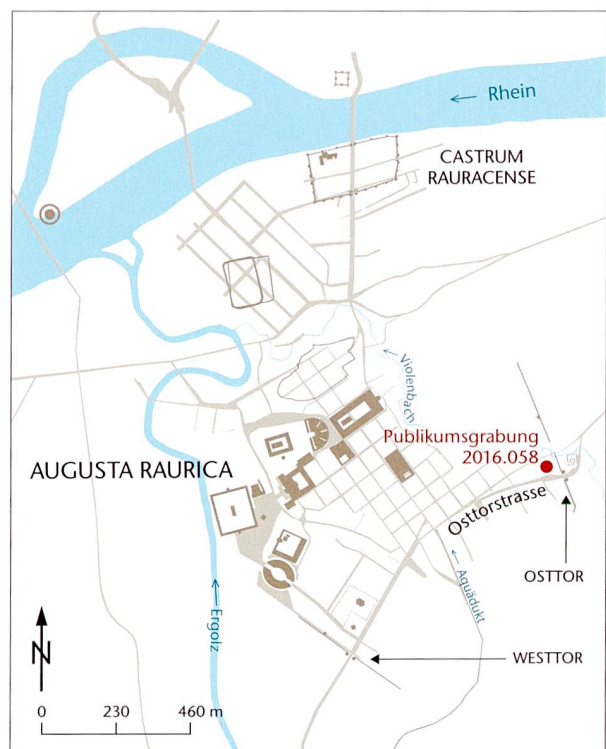 Rhein
CASTRUM
RAURACENSE
Violenbach
Publikumsgrabung
2016.058
AUGUSTA RAURICA
Osttorstrasse
OSTTOR
Aquädukt
Ergolz
WESTTOR
N
0 230 460 m